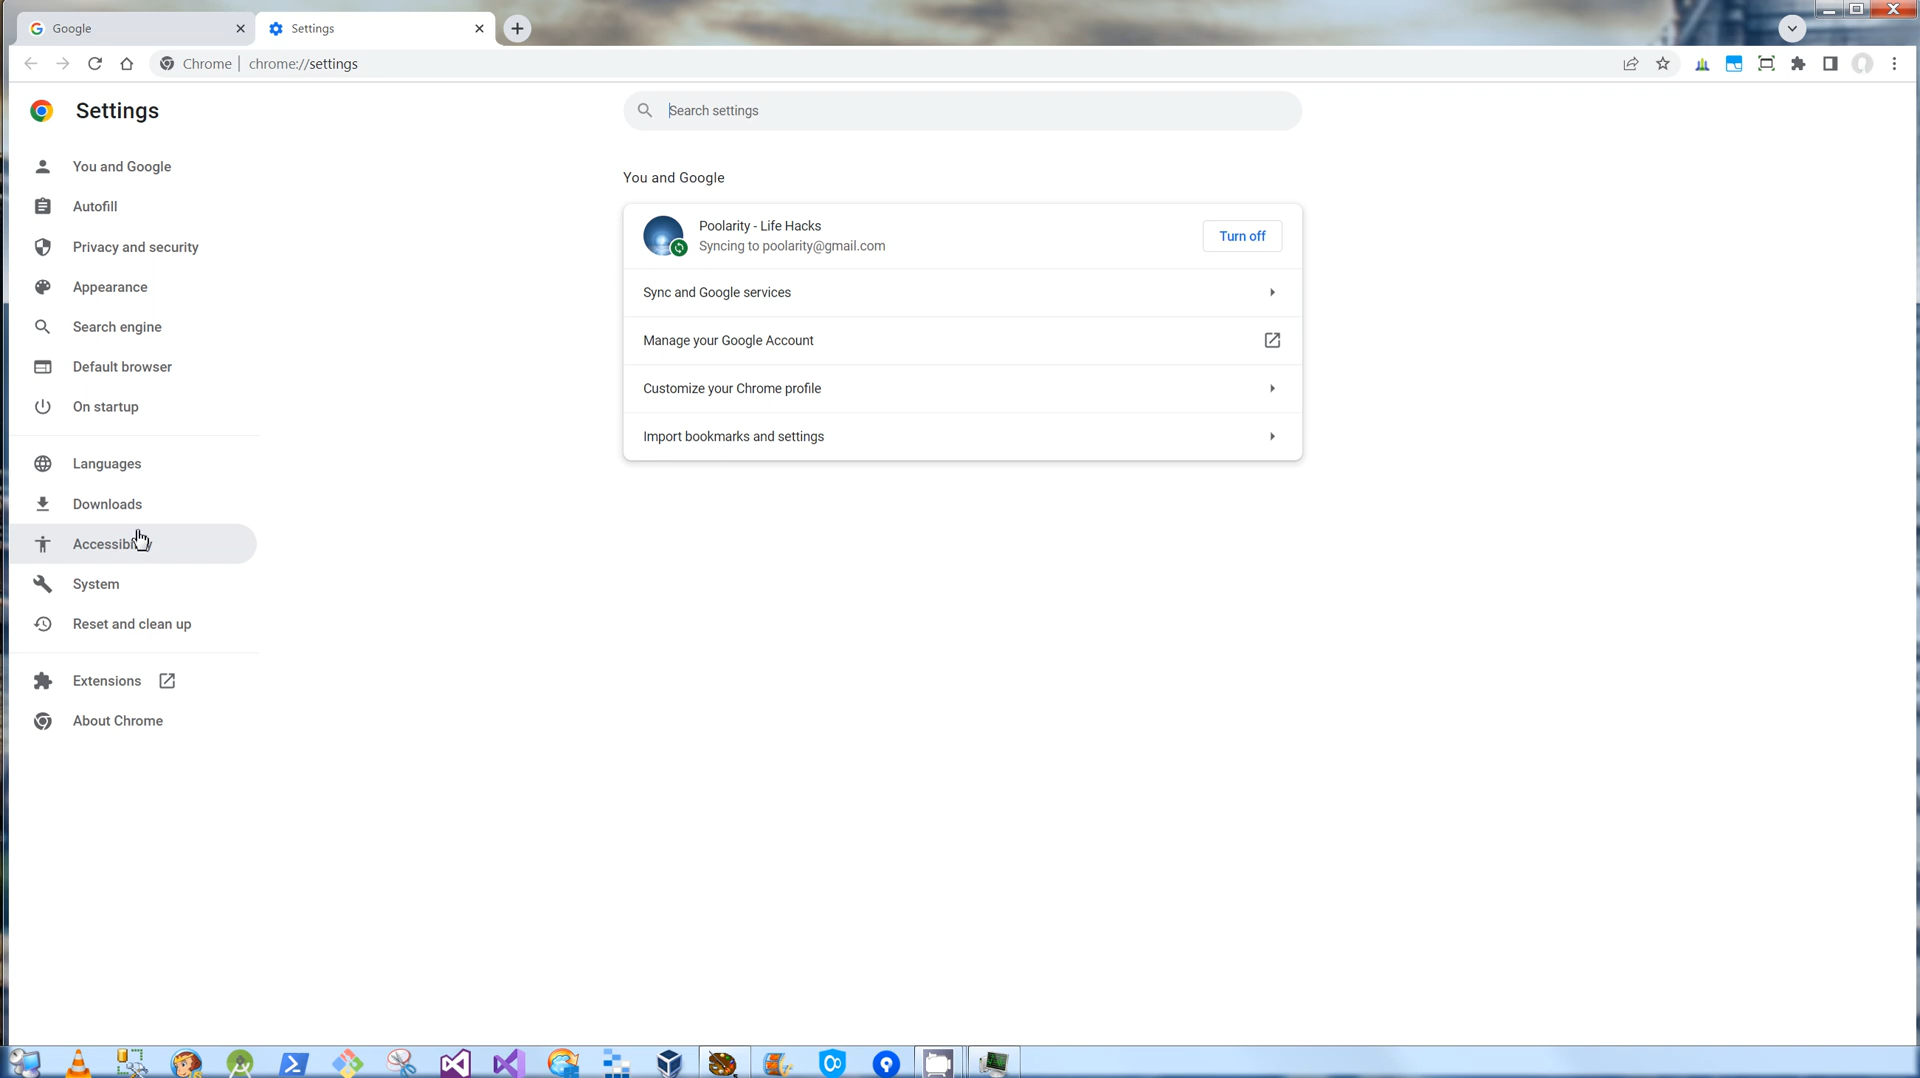 Google
Settings
Chrome | chrome://settings
Settings
Search settings
You and Google
Autofill
Privacy and security
Appearance
Search engine
Default browser
On startup
Languages
Downloads
Accessibility
System
Reset and clean up
Extensions
About Chrome
You and Google
Poolarity - Life Hacks
Syncing to poolarity@gmail.com
Turn off
Sync and Google services
Manage your Google Account
Customize your Chrome profile
Import bookmarks and settings